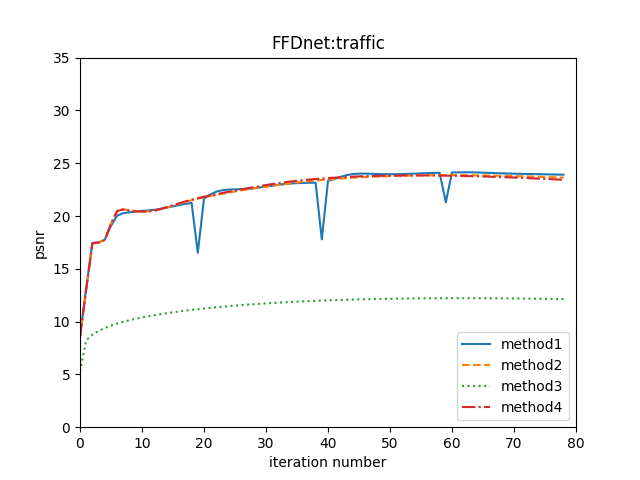 FFDnet:traffic
psnr
35
30
25
20
15
10
5
0
method1
method2
method3
method4
0 10 20 30 40 50 60 70 80
iteration number